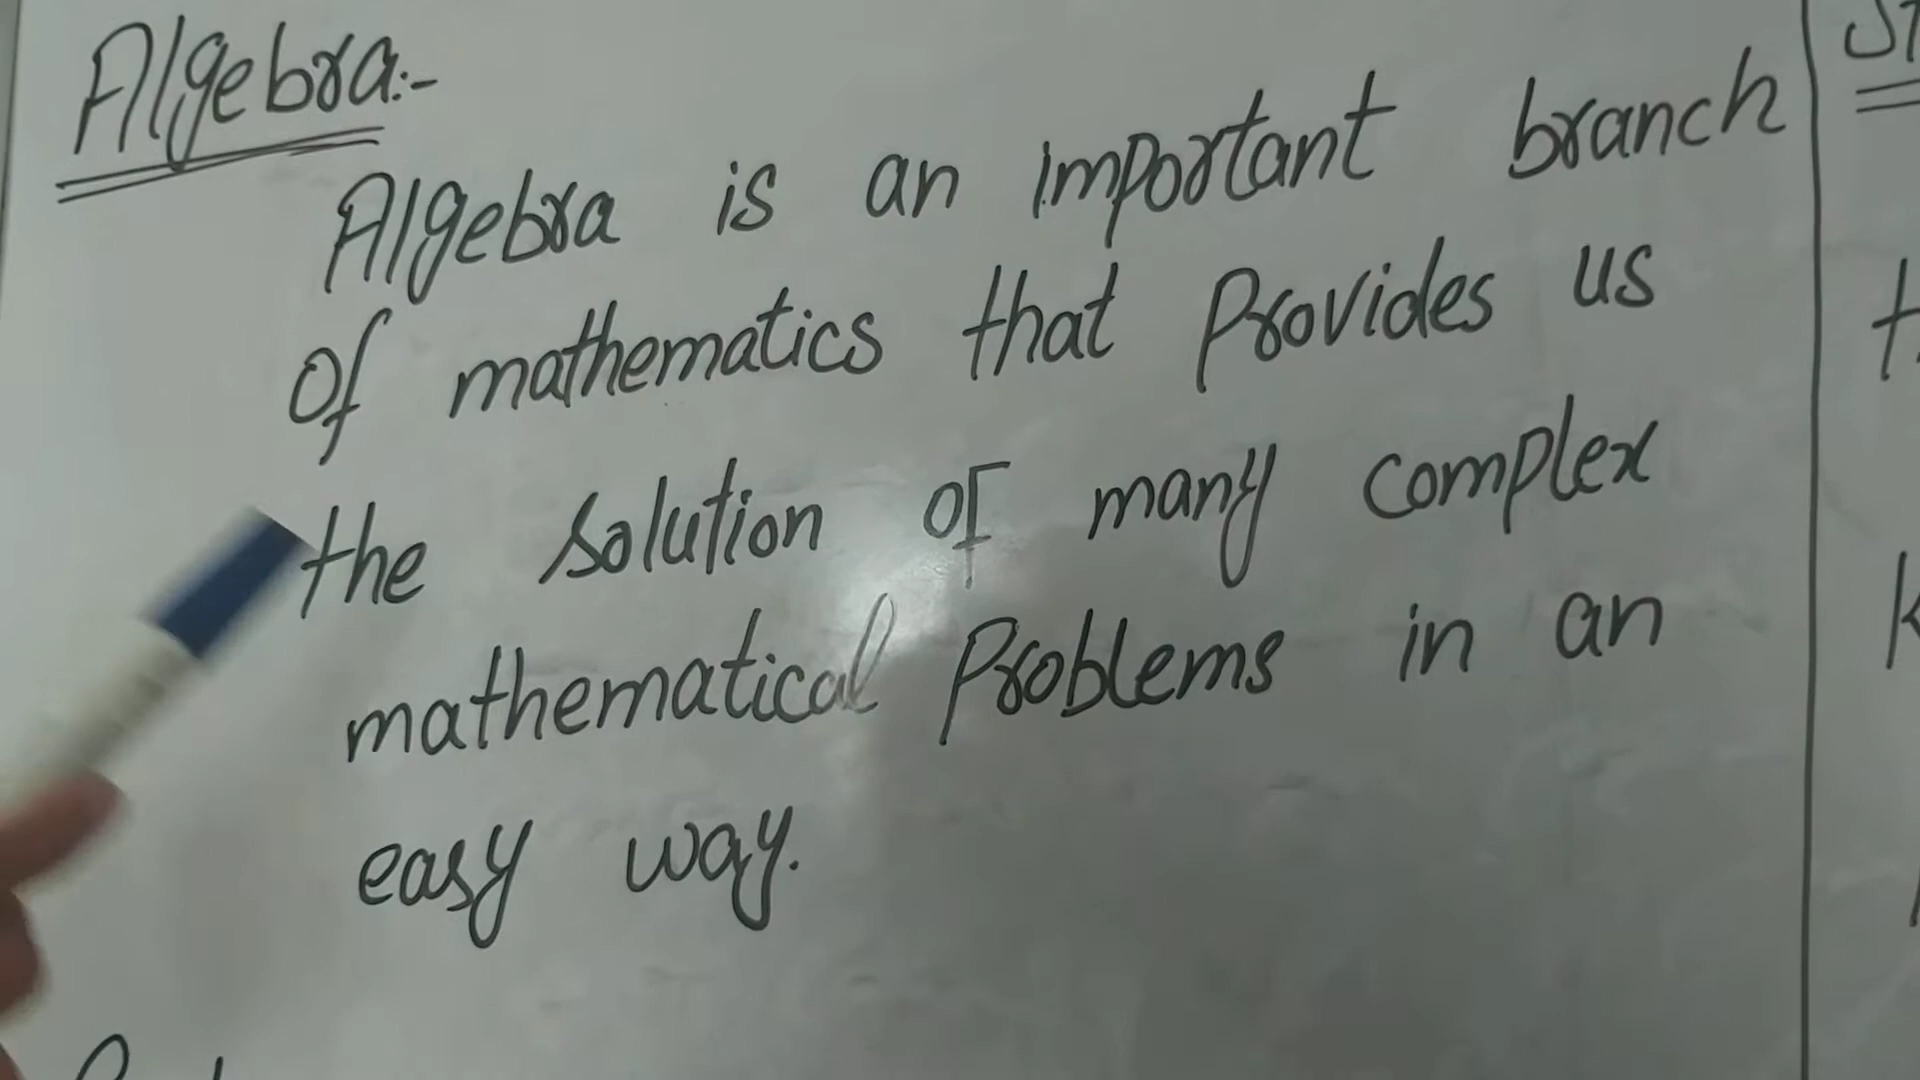 Algebra:-
Algebra is an important branch
of mathematics that Provides us
the solution of many complex
mathematical Problems in an
easy way.